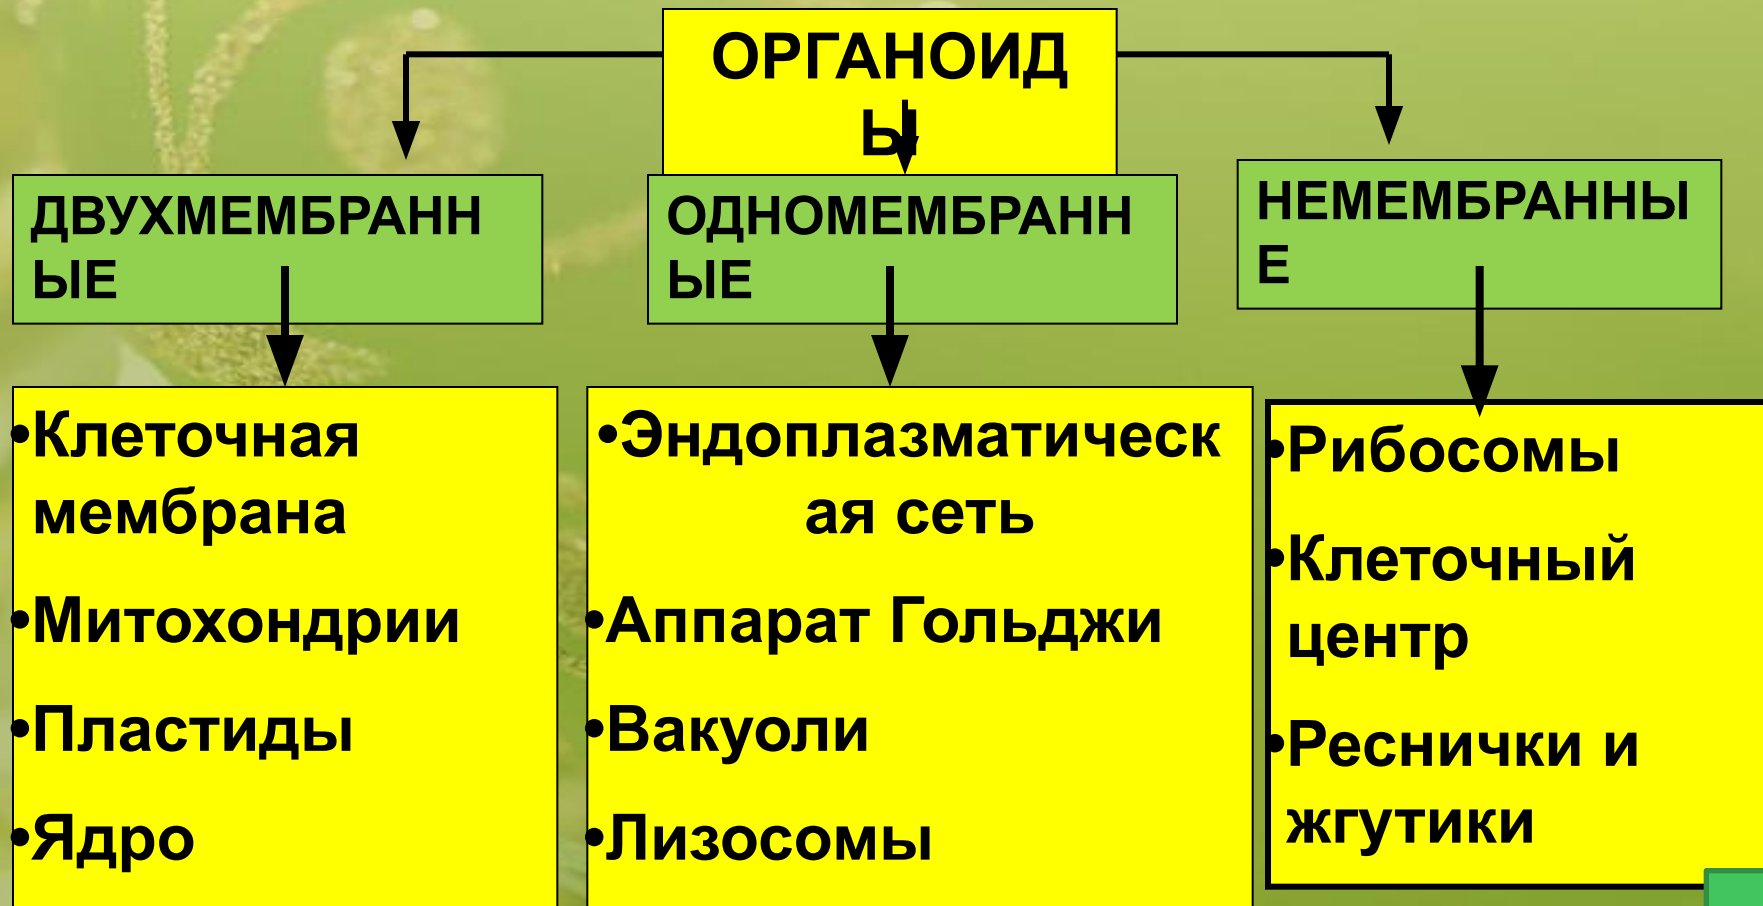 ОРГАНОИД
Ы
ДВУХМЕМБРАНН
ЫЕ
ОДНОМЕМБРАНН
ЫЕ
НЕМЕМБРАННЫ
Е
•Клеточная
мембрана
•Митохондрии
•Пластиды
•Ядро
•Эндоплазматическ
ая сеть
•Аппарат Гольджи
•Вакуоли
•Лизосомы
•Рибосомы
•Клеточный
центр
•Реснички и
жгутики